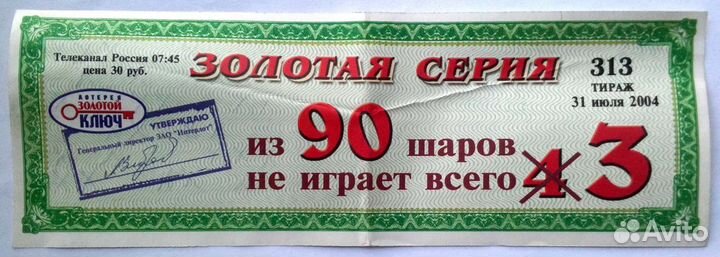 Телеканал Россия 07:45
цена 30 руб.
ЗОЛОТАЯ СЕРИЯ
313
ТИРАЖ
31 июля 2004
ЛОТЕРЕЯ
ЗОЛОТОЙ
КЛЮЧ
УТВЕРЖДАЮ
Генеральный директор ЗАО "Интерлот"
из 90 шаров
не играет всего 4 3
Avito